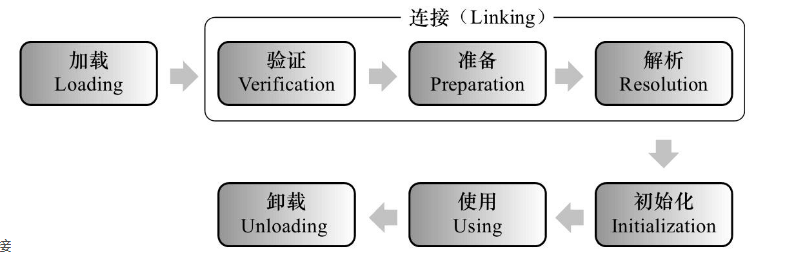 连接（Linking）
加载
Loading
验证
Verification
准备
Preparation
解析
Resolution
卸载
Unloading
使用
Using
初始化
Initialization
接